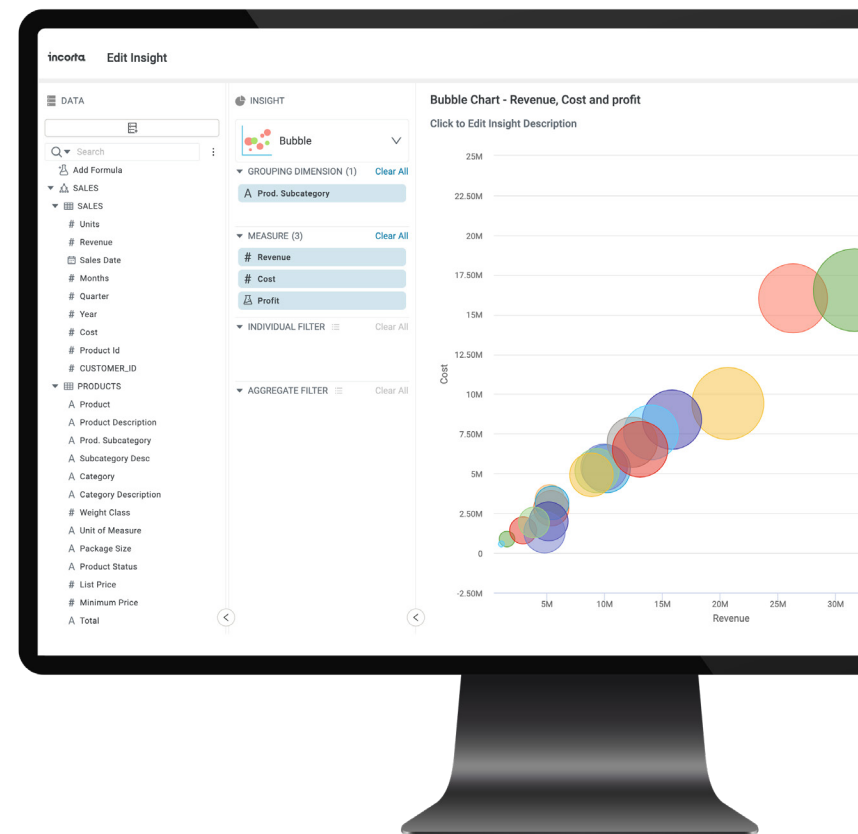 incorta Edit Insight
DATA
Search
Add Formula
SALES
SALES
# Units
# Revenue
Sales Date
# Months
# Quarter
# Year
# Cost
# Product Id
# CUSTOMER_ID
PRODUCTS
A Product
A Product Description
A Prod. Subcategory
A Subcategory Desc
A Category
A Category Description
# Weight Class
A Unit of Measure
A Package Size
A Product Status
# List Price
# Minimum Price
A Total
INSIGHT
Bubble
GROUPING DIMENSION (1) Clear All
A Prod. Subcategory
MEASURE (3) Clear All
# Revenue
# Cost
Profit
INDIVIDUAL FILTER Clear All
AGGREGATE FILTER Clear All
Bubble Chart - Revenue, Cost and profit
Click to Edit Insight Description
25M
22.50M
20M
17.50M
15M
12.50M
10M
7.50M
5M
2.50M
0
-2.50M
Cost
5M 10M 15M 20M 25M 30M
Revenue